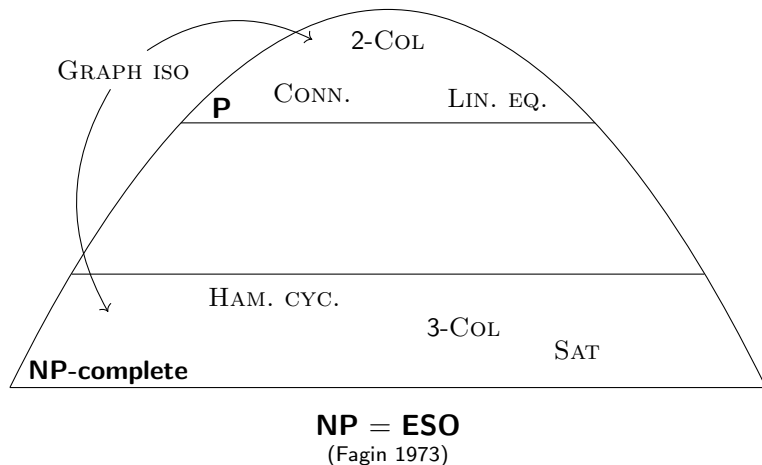 2-COL
GRAPH ISO
CONN.
LIN. EQ.
P
HAM. CYC.
3-COL
SAT
NP-complete
NP = ESO
(Fagin 1973)